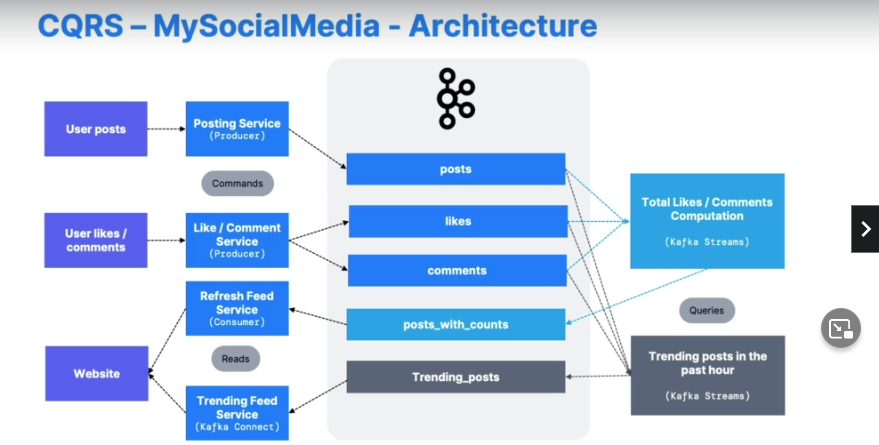 CQRS – MySocialMedia - Architecture
User posts
Posting Service
(Producer)
Commands
User likes /
comments
Like / Comment
Service
(Producer)
Refresh Feed
Service
(Consumer)
Reads
Website
Trending Feed
Service
(Kafka Connect)
posts
likes
comments
posts_with_counts
Trending_posts
Total Likes / Comments
Computation
(Kafka Streams)
Queries
Trending posts in the
past hour
(Kafka Streams)